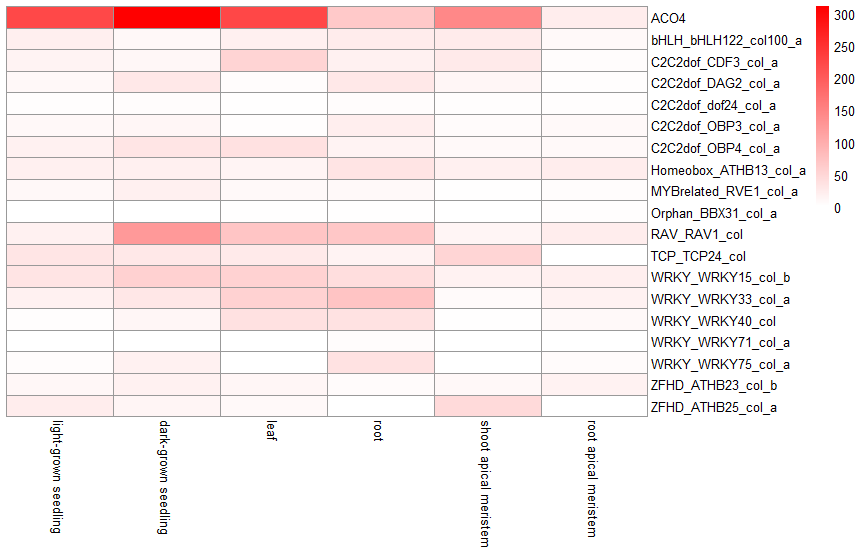 ACO4
bHLH_bHLH122_col100_a
C2C2dof_CDF3_col_a
C2C2dof_DAG2_col_a
C2C2dof_dof24_col_a
C2C2dof_OBP3_col_a
C2C2dof_OBP4_col_a
Homeobox_ATHB13_col_a
MYBrelated_RVE1_col_a
Orphan_BBX31_col_a
RAV_RAV1_col
TCP_TCP24_col
WRKY_WRKY15_col_b
WRKY_WRKY33_col_a
WRKY_WRKY40_col
WRKY_WRKY71_col_a
WRKY_WRKY75_col_a
ZFHD_ATHB23_col_b
ZFHD_ATHB25_col_a
300
250
200
150
100
50
0
light-grown seedling
dark-grown seedling
leaf
root
shoot apical meristem
root apical meristem